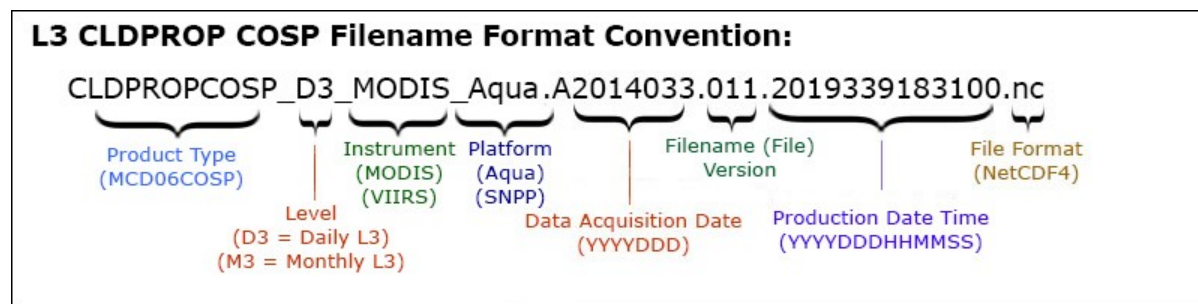 L3 CLDPROP COSP Filename Format Convention:
CLDPROPCOSP_D3_MODIS_Aqua.A2014033.011.2019339183100.nc
Product Type
(MCD06COSP)
Level
(D3 = Daily L3)
(M3 = Monthly L3)
Instrument
(MODIS)
(VIIRS)
Platform
(Aqua)
(SNPP)
Data Acquisition Date
(YYYYDDD)
Filename (File)
Version
Production Date Time
(YYYYDDDHHMMSS)
File Format
(NetCDF4)